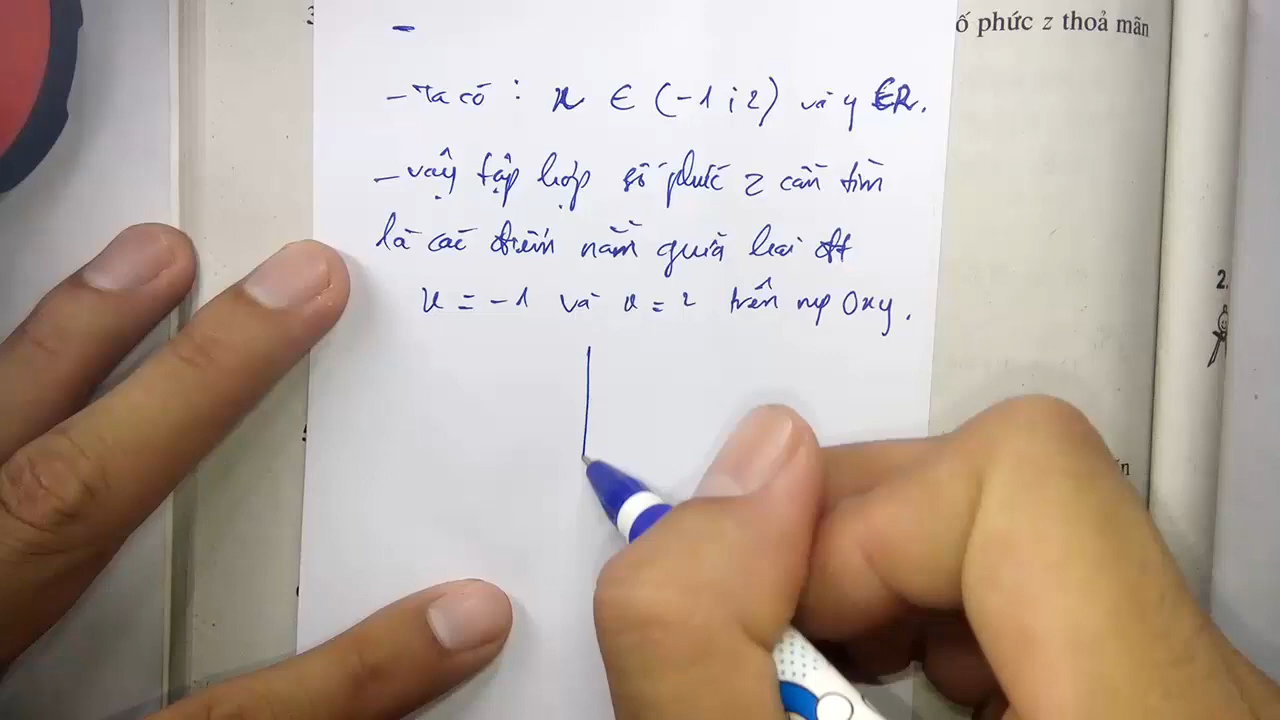 ố phức z thoả mãn
- Ta có : x ∈ (-1 ; 2) và y ∈ R.
- Vậy tập hợp số phức z cần tìm
là các điểm nằm giữa hai đt
x = -1 và x = 2 trên mp Oxy.
2.